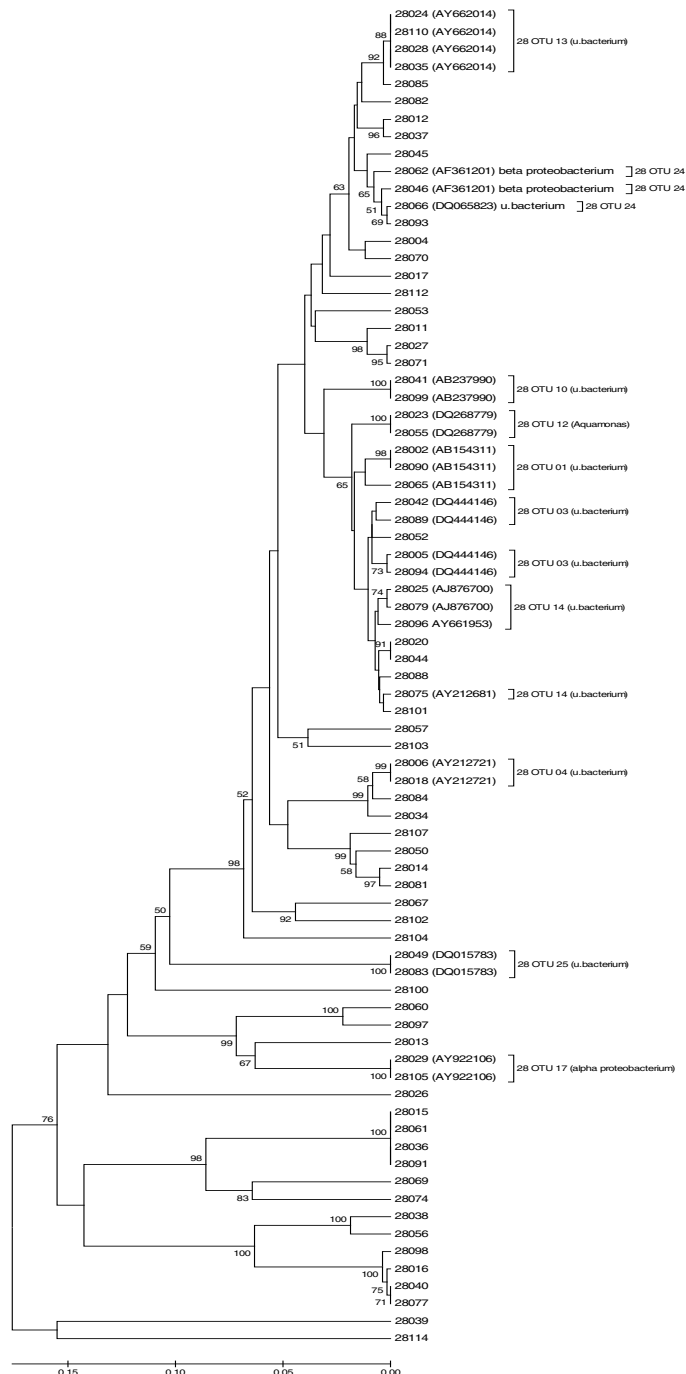 28024 (AY662014)
28110 (AY662014)
88
28 OTU 13 (u.bacterium)
28028 (AY662014)
92
28035 (AY662014)
28085
28082
28012
96
28037
28045
28062 (AF361201) beta proteobacterium
28 OTU 24
63
65
28046 (AF361201) beta proteobacterium
28 OTU 24
51
28066 (DQ065823) u.bacterium
28 OTU 24
69
28093
28004
28070
28017
28112
28053
28011
98
28027
95
28071
100
28041 (AB237990)
28 OTU 10 (u.bacterium)
28099 (AB237990)
100
28023 (DQ268779)
28 OTU 12 (Aquamonas)
28055 (DQ268779)
98
28002 (AB154311)
28090 (AB154311)
28 OTU 01 (u.bacterium)
65
28065 (AB154311)
28042 (DQ444146)
28 OTU 03 (u.bacterium)
28089 (DQ444146)
28052
28005 (DQ444146)
28 OTU 03 (u.bacterium)
73
28094 (DQ444146)
74
28025 (AJ876700)
28079 (AJ876700)
28 OTU 14 (u.bacterium)
28096 AY661953)
91
28020
28044
28088
28075 (AY212681)
28 OTU 14 (u.bacterium)
28101
28057
51
28103
99
28006 (AY212721)
28 OTU 04 (u.bacterium)
58
28018 (AY212721)
52
99
28084
28034
28107
99
28050
58
28014
98
97
28081
28067
50
92
28102
28104
59
28049 (DQ015783)
28 OTU 25 (u.bacterium)
100
28083 (DQ015783)
28100
100
28060
28097
99
28013
67
28029 (AY922106)
28 OTU 17 (alpha proteobacterium)
100
28105 (AY922106)
28026
28015
76
28061
100
28036
98
28091
28069
83
28074
100
28038
28056
100
28098
100
28016
75
28040
71
28077
28039
28114
0.15 0.10 0.05 0.00